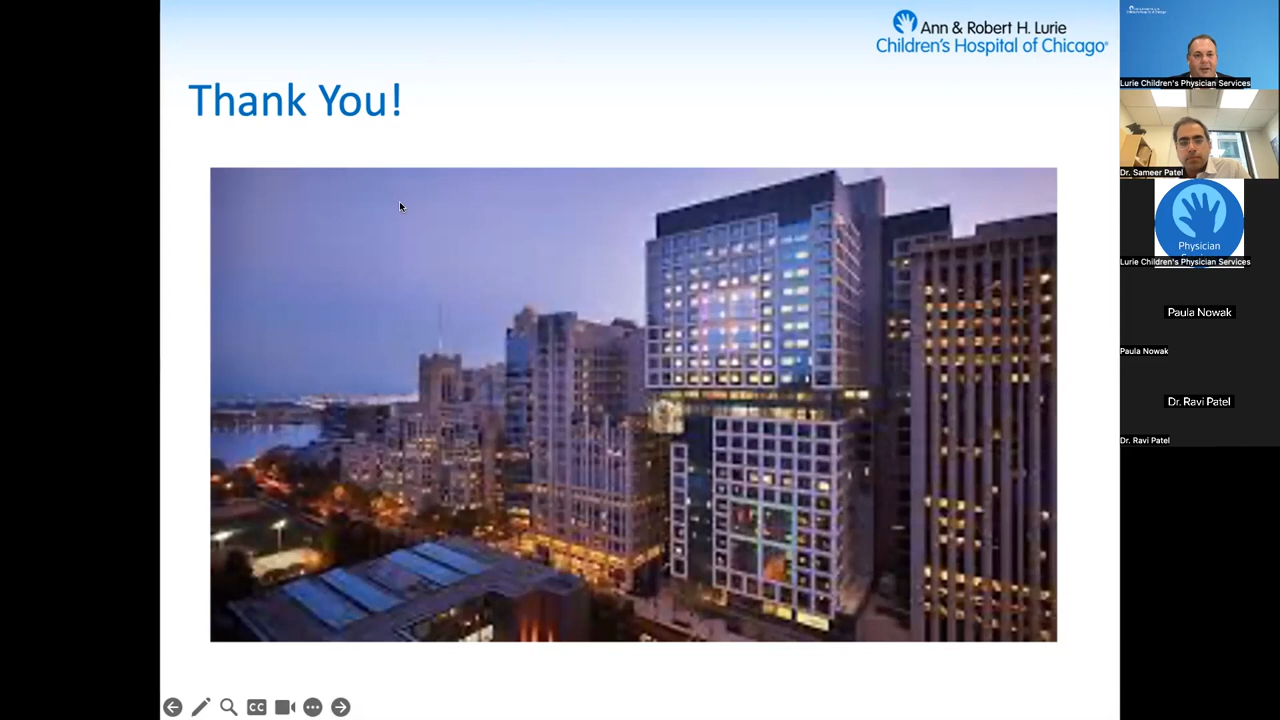 Ann & Robert H. Lurie
Children's Hospital of Chicago®
Thank You!
CC
Lurie Children's Physician Services
Dr. Sameer Patel
Physician
Lurie Children's Physician Services
Paula Nowak
Paula Nowak
Dr. Ravi Patel
Dr. Ravi Patel